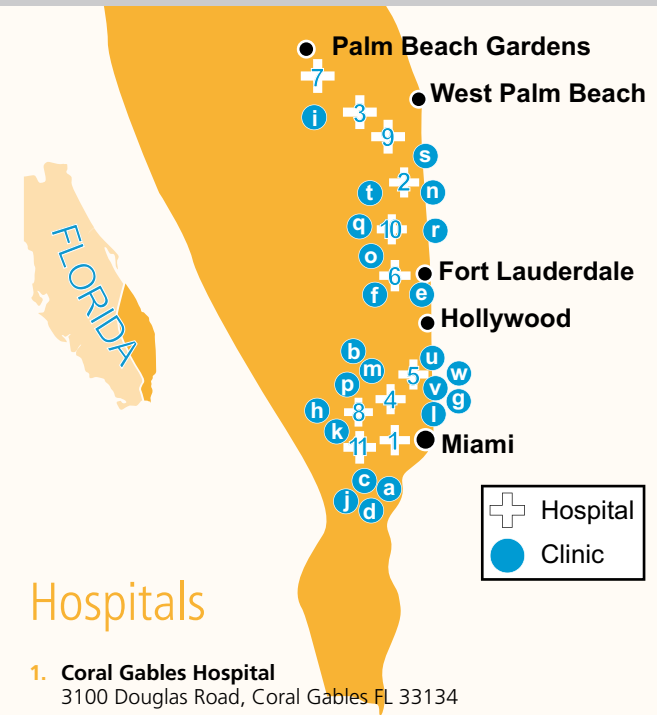 Palm Beach Gardens
7
West Palm Beach
i
3
9
s
2
t
n
q
10
r
o
6
Fort Lauderdale
f
e
Hollywood
FLORIDA
b
u
m
5
w
p
v
4
g
h
8
l
k
11
1
Miami
c
a
j
d
Hospital
Clinic
Hospitals
1. Coral Gables Hospital
3100 Douglas Road, Coral Gables FL 33134